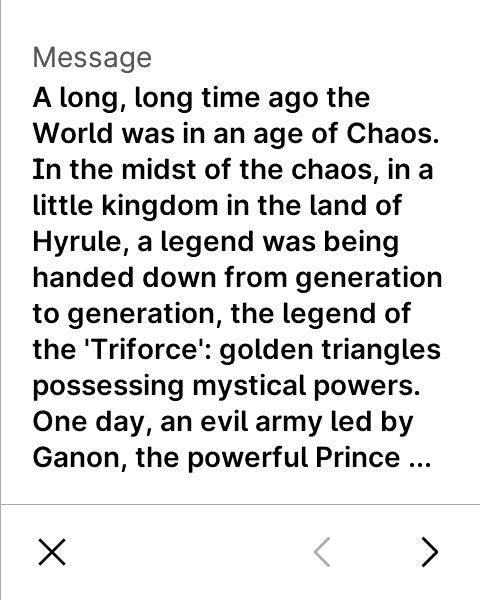 Message
A long, long time ago the
World was in an age of Chaos.
In the midst of the chaos, in a
little kingdom in the land of
Hyrule, a legend was being
handed down from generation
to generation, the legend of
the 'Triforce': golden triangles
possessing mystical powers.
One day, an evil army led by
Ganon, the powerful Prince ...